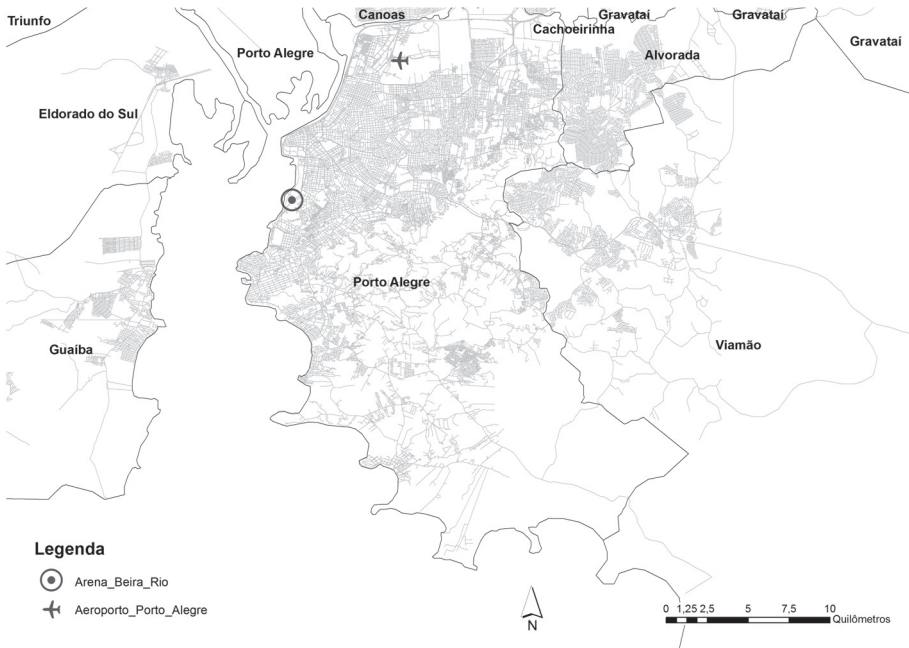 Triunfo
Canoas
Gravataí
Gravataí
Cachoeirinha
Gravataí
Porto Alegre
Alvorada
Eldorado do Sul
Porto Alegre
Guaíba
Viamão
Legenda
Arena_Beira_Rio
Aeroporto_Porto_Alegre
N
0 1,25 2,5 5 7,5 10
Quilômetros